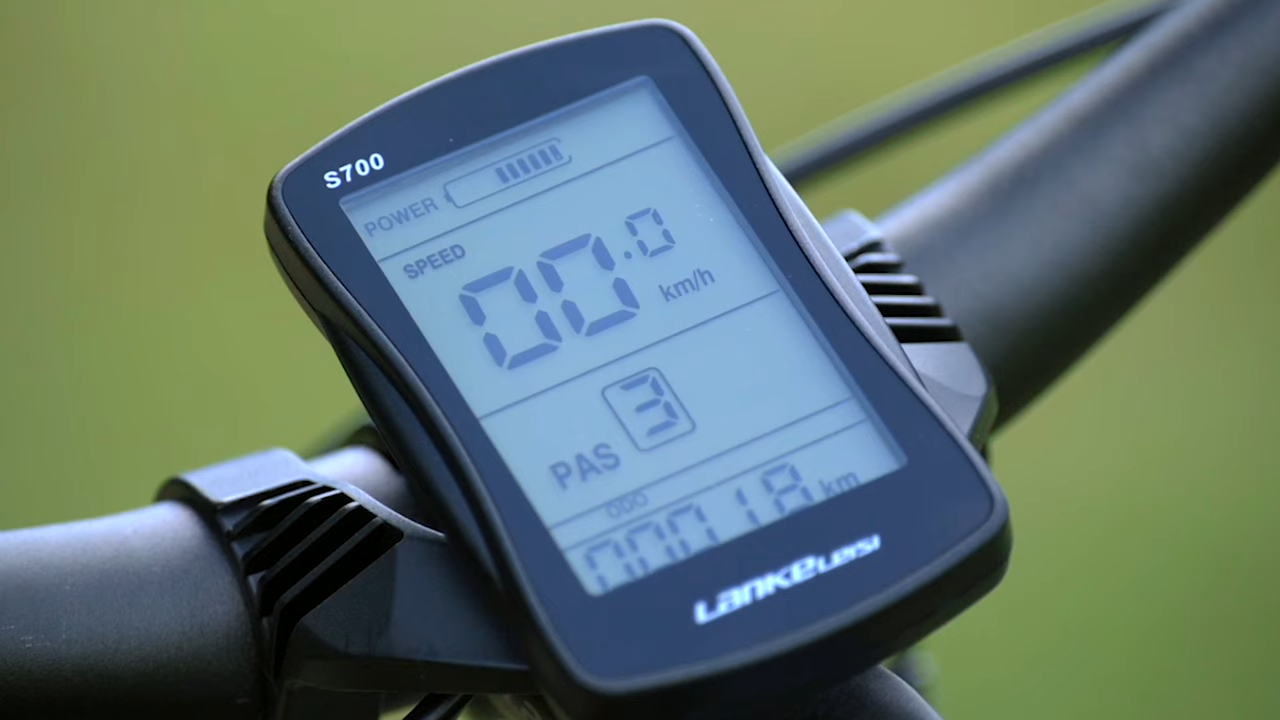 S700
POWER
SPEED 00.0 km/h
PAS 3
ODO
00018 km
LANKELEISI